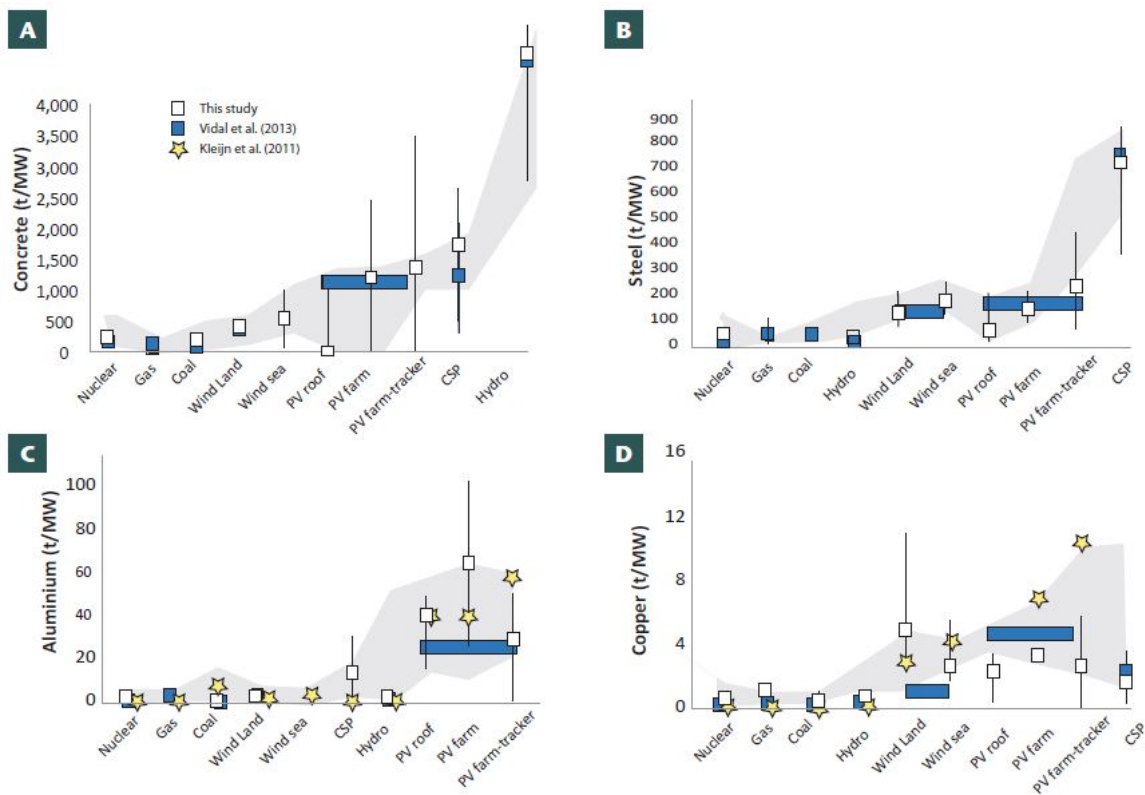 A
Concrete (t/MW)
4,000
3,500
3,000
2,500
2,000
1,500
1,000
500
0
This study
Vidal et al. (2013)
Kleijn et al. (2011)
Nuclear
Gas
Coal
Wind Land
Wind sea
PV roof
PV farm
PV farm-tracker
CSP
Hydro
B
Steel (t/MW)
900
800
700
600
500
400
300
200
100
0
Nuclear
Gas
Coal
Hydro
Wind Land
Wind sea
PV roof
PV farm
PV farm-tracker
CSP
C
Aluminium (t/MW)
100
80
60
40
20
0
Nuclear
Gas
Coal
Wind Land
Wind sea
CSP
Hydro
PV roof
PV farm
PV farm-tracker
D
Copper (t/MW)
16
12
8
4
0
Nuclear
Gas
Coal
Hydro
Wind Land
Wind sea
PV roof
PV farm
PV farm-tracker
CSP